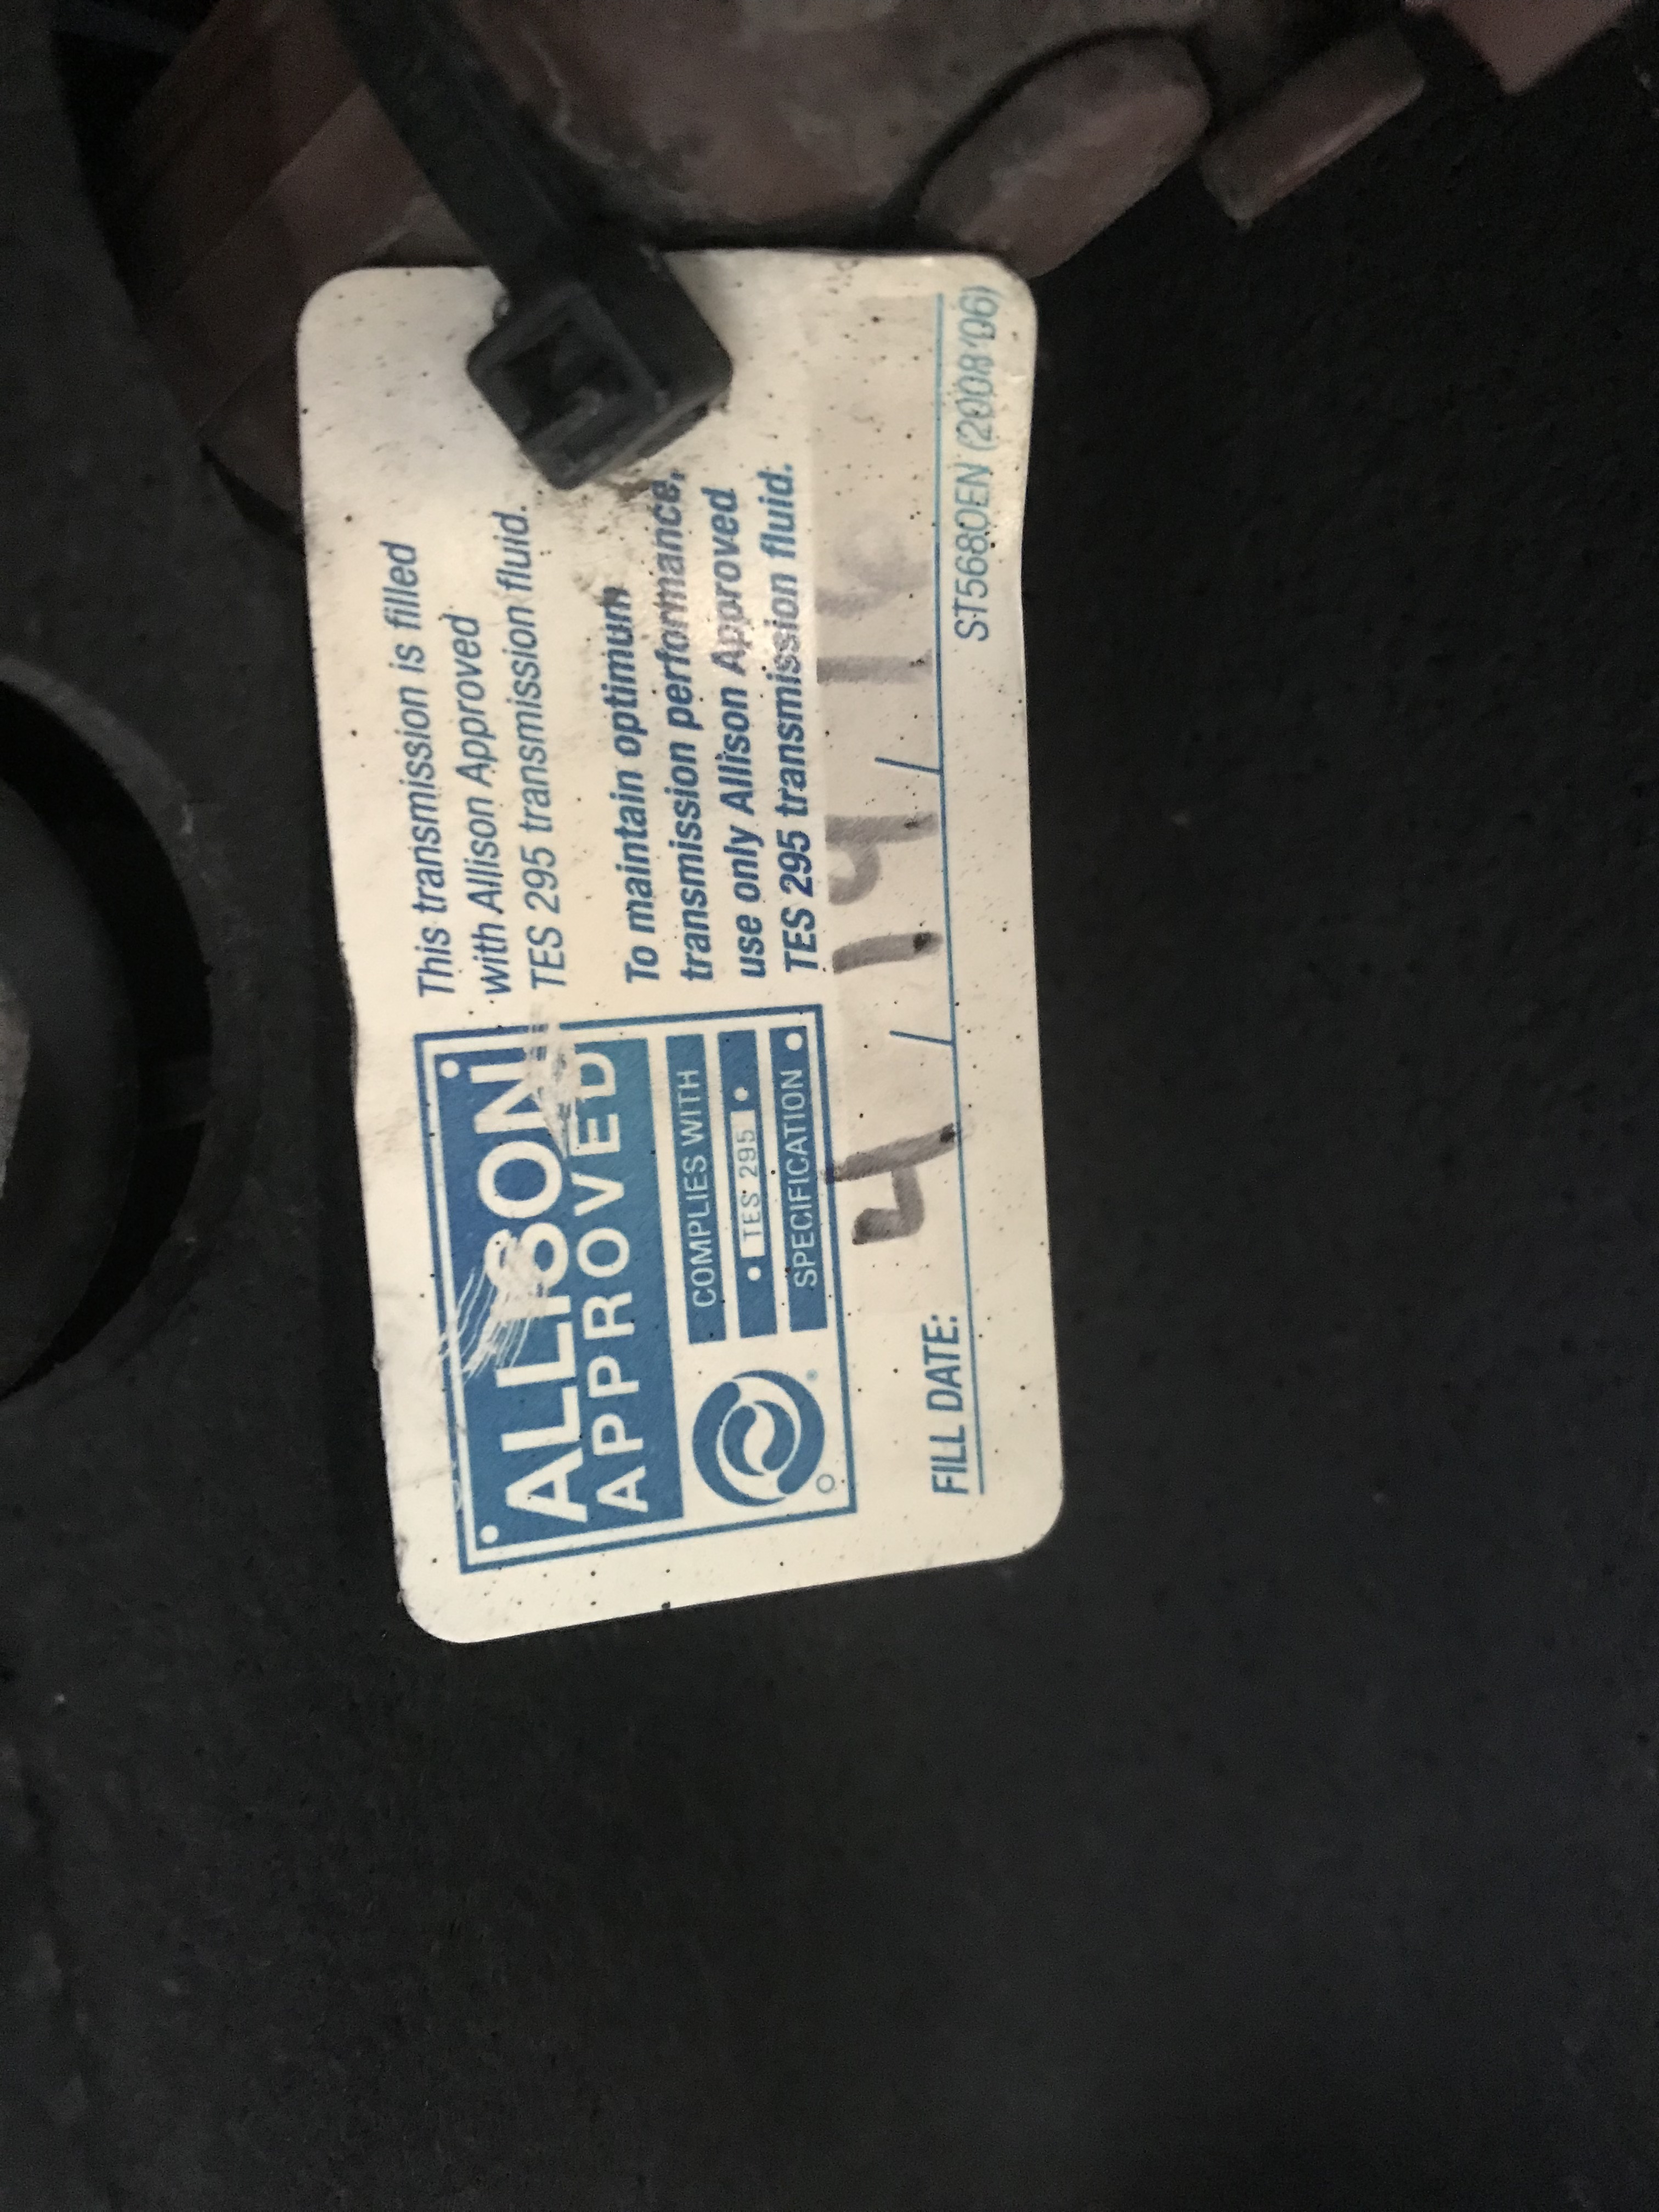 ALLISON
APPROVED
COMPLIES WITH
• TES 295 •
SPECIFICATION
This transmission is filled
with Allison Approved
TES 295 transmission fluid.
To maintain optimum
transmission performance,
use only Allison Approved
TES 295 transmission fluid.
FILL DATE: 4 / 14 / 16
ST5680EN (2008/06)